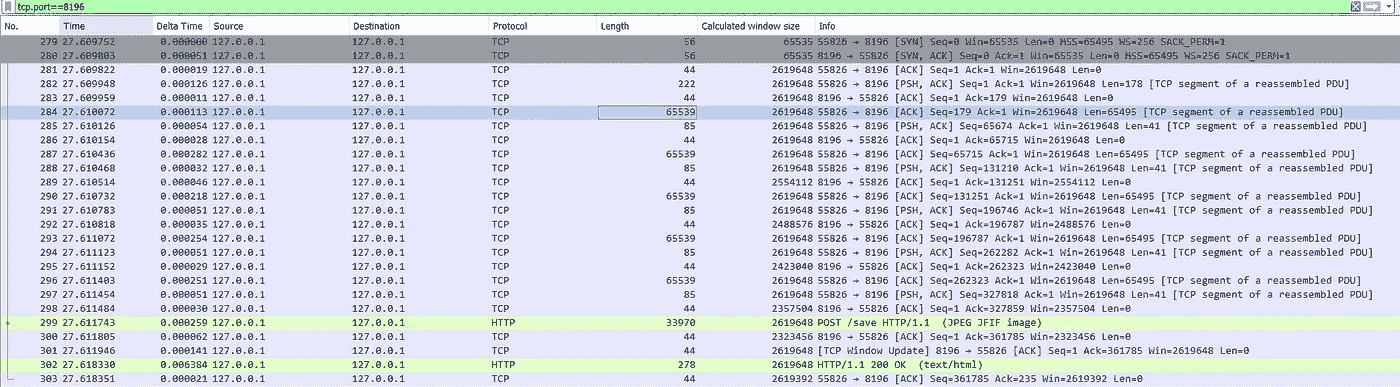 tcp.port==8196
No. Time Delta Time Source Destination Protocol Length Calculated window size Info
279 27.609752 0.000000 127.0.0.1 127.0.0.1 TCP 56 65535 55826 → 8196 [SYN] Seq=0 Win=65535 Len=0 MSS=65495 WS=256 SACK_PERM=1
280 27.609803 0.000051 127.0.0.1 127.0.0.1 TCP 56 65535 8196 → 55826 [SYN, ACK] Seq=0 Ack=1 Win=65535 Len=0 MSS=65495 WS=256 SACK_PERM=1
281 27.609822 0.000019 127.0.0.1 127.0.0.1 TCP 44 2619648 55826 → 8196 [ACK] Seq=1 Ack=1 Win=2619648 Len=0
282 27.609948 0.000126 127.0.0.1 127.0.0.1 TCP 222 2619648 55826 → 8196 [PSH, ACK] Seq=1 Ack=1 Win=2619648 Len=178 [TCP segment of a reassembled PDU]
283 27.609959 0.000011 127.0.0.1 127.0.0.1 TCP 44 2619648 8196 → 55826 [ACK] Seq=1 Ack=179 Win=2619648 Len=0
284 27.610072 0.000113 127.0.0.1 127.0.0.1 TCP 65539 2619648 55826 → 8196 [ACK] Seq=179 Ack=1 Win=2619648 Len=65495 [TCP segment of a reassembled PDU]
285 27.610126 0.000054 127.0.0.1 127.0.0.1 TCP 85 2619648 55826 → 8196 [PSH, ACK] Seq=65674 Ack=1 Win=2619648 Len=41 [TCP segment of a reassembled PDU]
286 27.610154 0.000028 127.0.0.1 127.0.0.1 TCP 44 2619648 8196 → 55826 [ACK] Seq=1 Ack=65715 Win=2619648 Len=0
287 27.610436 0.000282 127.0.0.1 127.0.0.1 TCP 65539 2619648 55826 → 8196 [ACK] Seq=65715 Ack=1 Win=2619648 Len=65495 [TCP segment of a reassembled PDU]
288 27.610468 0.000032 127.0.0.1 127.0.0.1 TCP 85 2619648 55826 → 8196 [PSH, ACK] Seq=131210 Ack=1 Win=2619648 Len=41 [TCP segment of a reassembled PDU]
289 27.610514 0.000046 127.0.0.1 127.0.0.1 TCP 44 2554112 8196 → 55826 [ACK] Seq=1 Ack=131251 Win=2554112 Len=0
290 27.610732 0.000218 127.0.0.1 127.0.0.1 TCP 65539 2619648 55826 → 8196 [ACK] Seq=131251 Ack=1 Win=2619648 Len=65495 [TCP segment of a reassembled PDU]
291 27.610783 0.000051 127.0.0.1 127.0.0.1 TCP 85 2619648 55826 → 8196 [PSH, ACK] Seq=196746 Ack=1 Win=2619648 Len=41 [TCP segment of a reassembled PDU]
292 27.610818 0.000035 127.0.0.1 127.0.0.1 TCP 44 2488576 8196 → 55826 [ACK] Seq=1 Ack=196787 Win=2488576 Len=0
293 27.611072 0.000254 127.0.0.1 127.0.0.1 TCP 65539 2619648 55826 → 8196 [ACK] Seq=196787 Ack=1 Win=2619648 Len=65495 [TCP segment of a reassembled PDU]
294 27.611123 0.000051 127.0.0.1 127.0.0.1 TCP 85 2619648 55826 → 8196 [PSH, ACK] Seq=262282 Ack=1 Win=2619648 Len=41 [TCP segment of a reassembled PDU]
295 27.611152 0.000029 127.0.0.1 127.0.0.1 TCP 44 2423040 8196 → 55826 [ACK] Seq=1 Ack=262323 Win=2423040 Len=0
296 27.611403 0.000251 127.0.0.1 127.0.0.1 TCP 65539 2619648 55826 → 8196 [ACK] Seq=262323 Ack=1 Win=2619648 Len=65495 [TCP segment of a reassembled PDU]
297 27.611454 0.000051 127.0.0.1 127.0.0.1 TCP 85 2619648 55826 → 8196 [PSH, ACK] Seq=327818 Ack=1 Win=2619648 Len=41 [TCP segment of a reassembled PDU]
298 27.611484 0.000030 127.0.0.1 127.0.0.1 TCP 44 2357504 8196 → 55826 [ACK] Seq=1 Ack=327859 Win=2357504 Len=0
299 27.611743 0.000259 127.0.0.1 127.0.0.1 HTTP 33970 2619648 POST /save HTTP/1.1 (JPEG JFIF image)
300 27.611805 0.000062 127.0.0.1 127.0.0.1 TCP 44 2323456 8196 → 55826 [ACK] Seq=1 Ack=361785 Win=2323456 Len=0
301 27.611946 0.000141 127.0.0.1 127.0.0.1 TCP 44 2619648 [TCP Window Update] 8196 → 55826 [ACK] Seq=1 Ack=361785 Win=2619648 Len=0
302 27.618330 0.006384 127.0.0.1 127.0.0.1 HTTP 278 2619648 HTTP/1.1 200 OK (text/html)
303 27.618351 0.000021 127.0.0.1 127.0.0.1 TCP 44 2619392 55826 → 8196 [ACK] Seq=361785 Ack=235 Win=2619392 Len=0